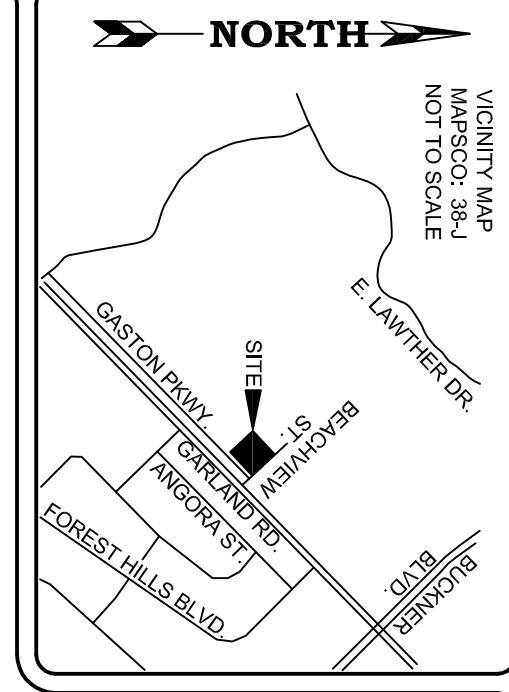 NORTH
VICINITY MAP
MAPSCO: 38-J
NOT TO SCALE
E. LAWTHER DR.
GASTON PKWY.
SITE
BEACHVIEW
ST.
GARLAND RD.
ANGORA ST.
FOREST HILLS BLVD.
BUCKNER
BLVD.